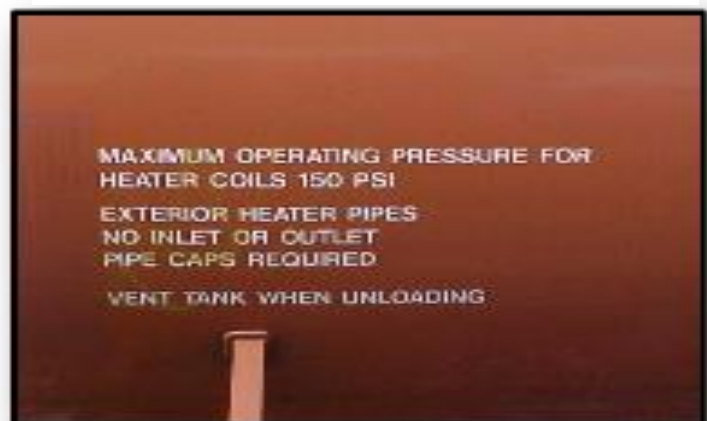 MAXIMUM OPERATING PRESSURE FOR
HEATER COILS 150 PSI
EXTERIOR HEATER PIPES
NO INLET OR OUTLET
PIPE CAPS REQUIRED
VENT TANK WHEN UNLOADING